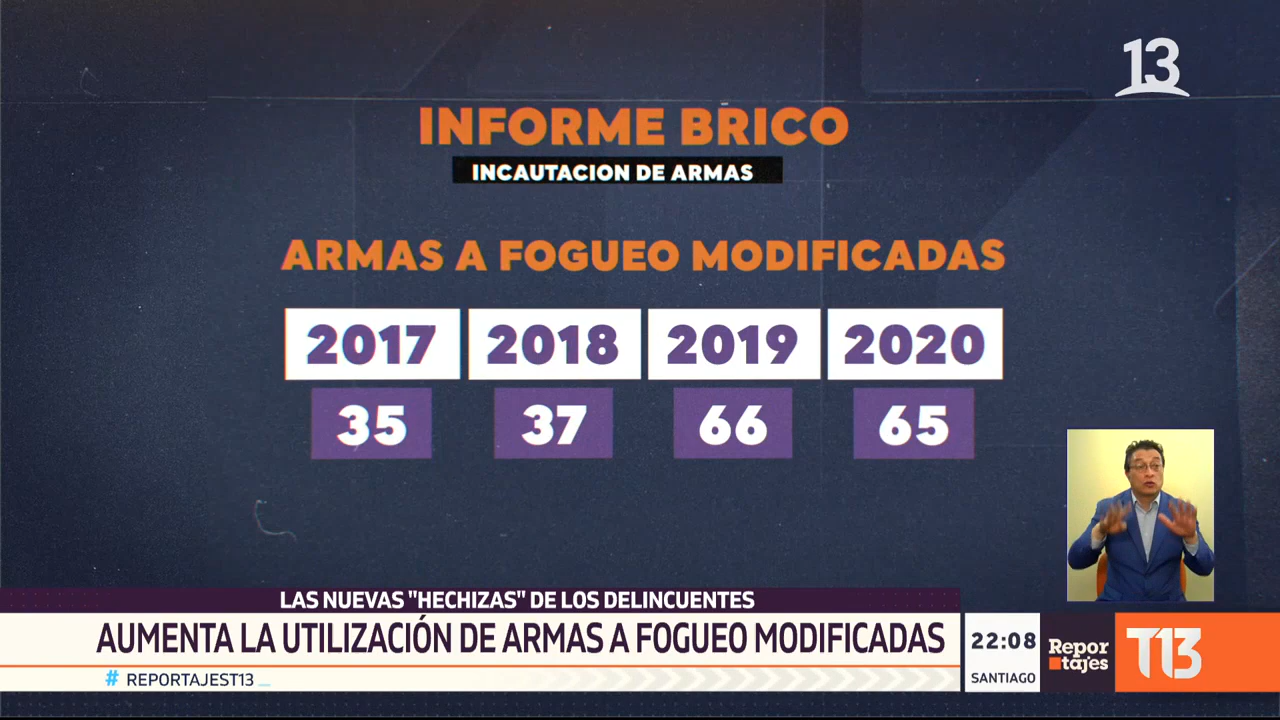 13
INFORME BRICO
INCAUTACION DE ARMAS
ARMAS A FOGUEO MODIFICADAS
2017 2018 2019 2020
35 37 66 65
LAS NUEVAS "HECHIZAS" DE LOS DELINCUENTES
AUMENTA LA UTILIZACIÓN DE ARMAS A FOGUEO MODIFICADAS
# REPORTAJEST13
22:08
SANTIAGO
Repor
tajes
T13